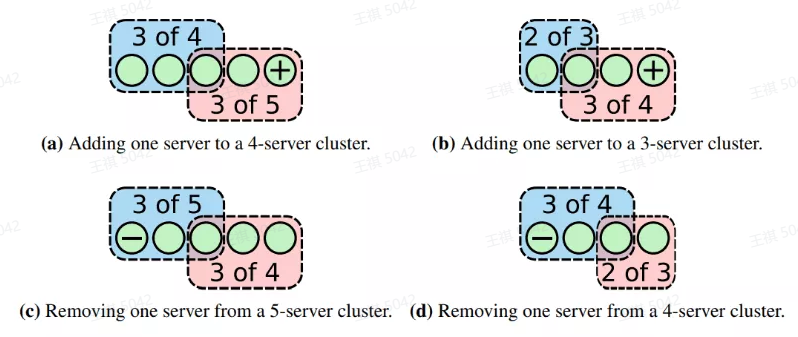 3 of 4
2 of 3
+
+
3 of 5
3 of 4
(a) Adding one server to a 4-server cluster.
(b) Adding one server to a 3-server cluster.
3 of 5
3 of 4
−
−
3 of 4
2 of 3
(c) Removing one server from a 5-server cluster.
(d) Removing one server from a 4-server cluster.
王琪 5042